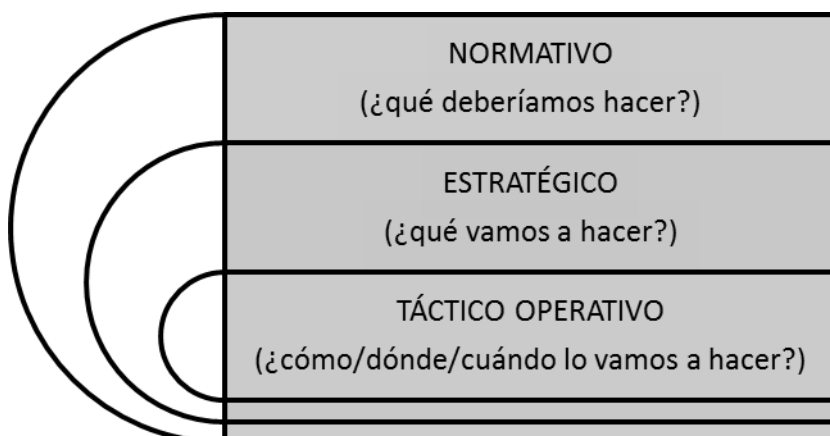 NORMATIVO
(¿qué deberíamos hacer?)
ESTRATÉGICO
(¿qué vamos a hacer?)
TÁCTICO OPERATIVO
(¿cómo/dónde/cuándo lo vamos a hacer?)